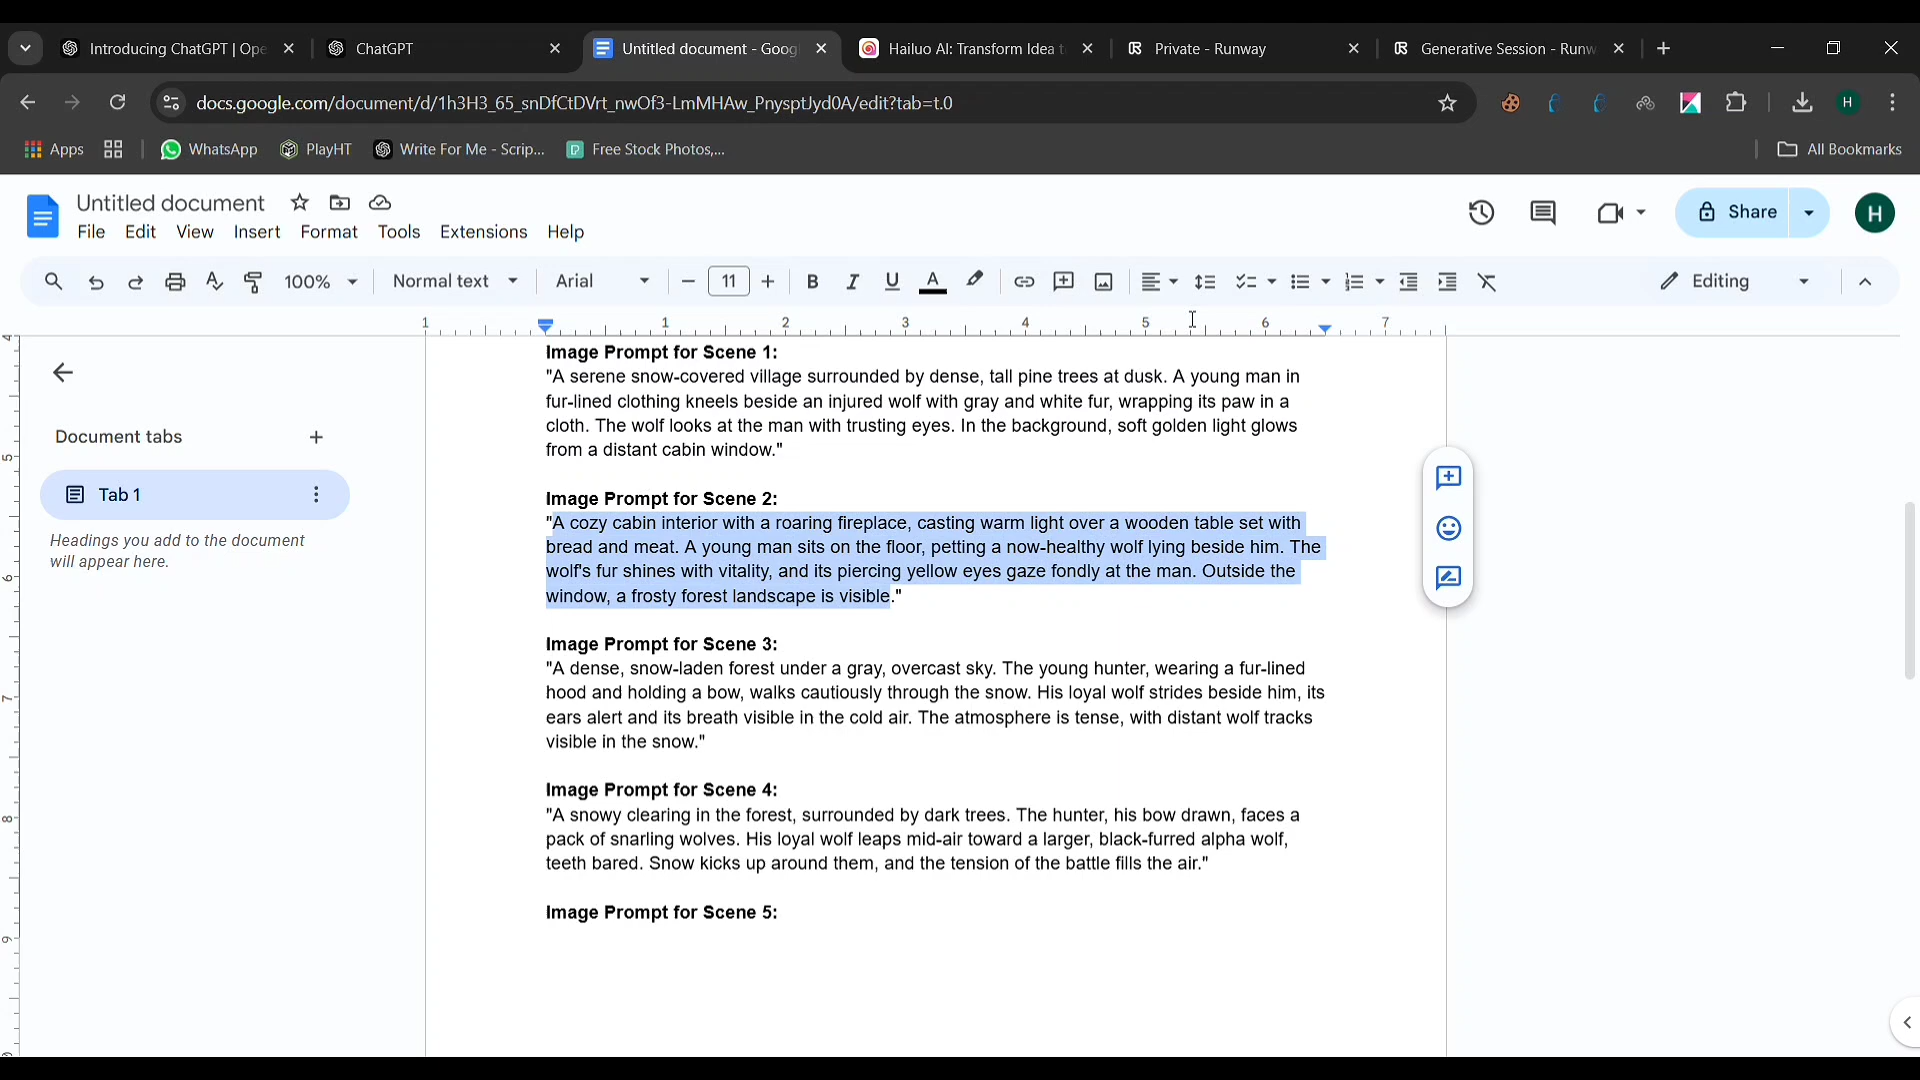 Introducing ChatGPT | Ope
ChatGPT
Untitled document - Goog
Hailuo AI: Transform Idea t
Private - Runway
Generative Session - Runw
docs.google.com/document/d/1h3H3_65_snDfCtDVrt_nwOf3-LmMHAw_PnysptJyd0A/edit?tab=t.0
H
Apps
WhatsApp
PlayHT
Write For Me - Scrip...
Free Stock Photos,...
All Bookmarks
Untitled document
File Edit View Insert Format Tools Extensions Help
Share
H
100%
Normal text
Arial
11
B I U A
Editing
1 1 2 3 4 5 6 7
4
5
6
7
8
9
Document tabs
Tab 1
Headings you add to the document
will appear here.
Image Prompt for Scene 1:
"A serene snow-covered village surrounded by dense, tall pine trees at dusk. A young man in
fur-lined clothing kneels beside an injured wolf with gray and white fur, wrapping its paw in a
cloth. The wolf looks at the man with trusting eyes. In the background, soft golden light glows
from a distant cabin window."
Image Prompt for Scene 2:
"A cozy cabin interior with a roaring fireplace, casting warm light over a wooden table set with
bread and meat. A young man sits on the floor, petting a now-healthy wolf lying beside him. The
wolf's fur shines with vitality, and its piercing yellow eyes gaze fondly at the man. Outside the
window, a frosty forest landscape is visible."
Image Prompt for Scene 3:
"A dense, snow-laden forest under a gray, overcast sky. The young hunter, wearing a fur-lined
hood and holding a bow, walks cautiously through the snow. His loyal wolf strides beside him, its
ears alert and its breath visible in the cold air. The atmosphere is tense, with distant wolf tracks
visible in the snow."
Image Prompt for Scene 4:
"A snowy clearing in the forest, surrounded by dark trees. The hunter, his bow drawn, faces a
pack of snarling wolves. His loyal wolf leaps mid-air toward a larger, black-furred alpha wolf,
teeth bared. Snow kicks up around them, and the tension of the battle fills the air."
Image Prompt for Scene 5: